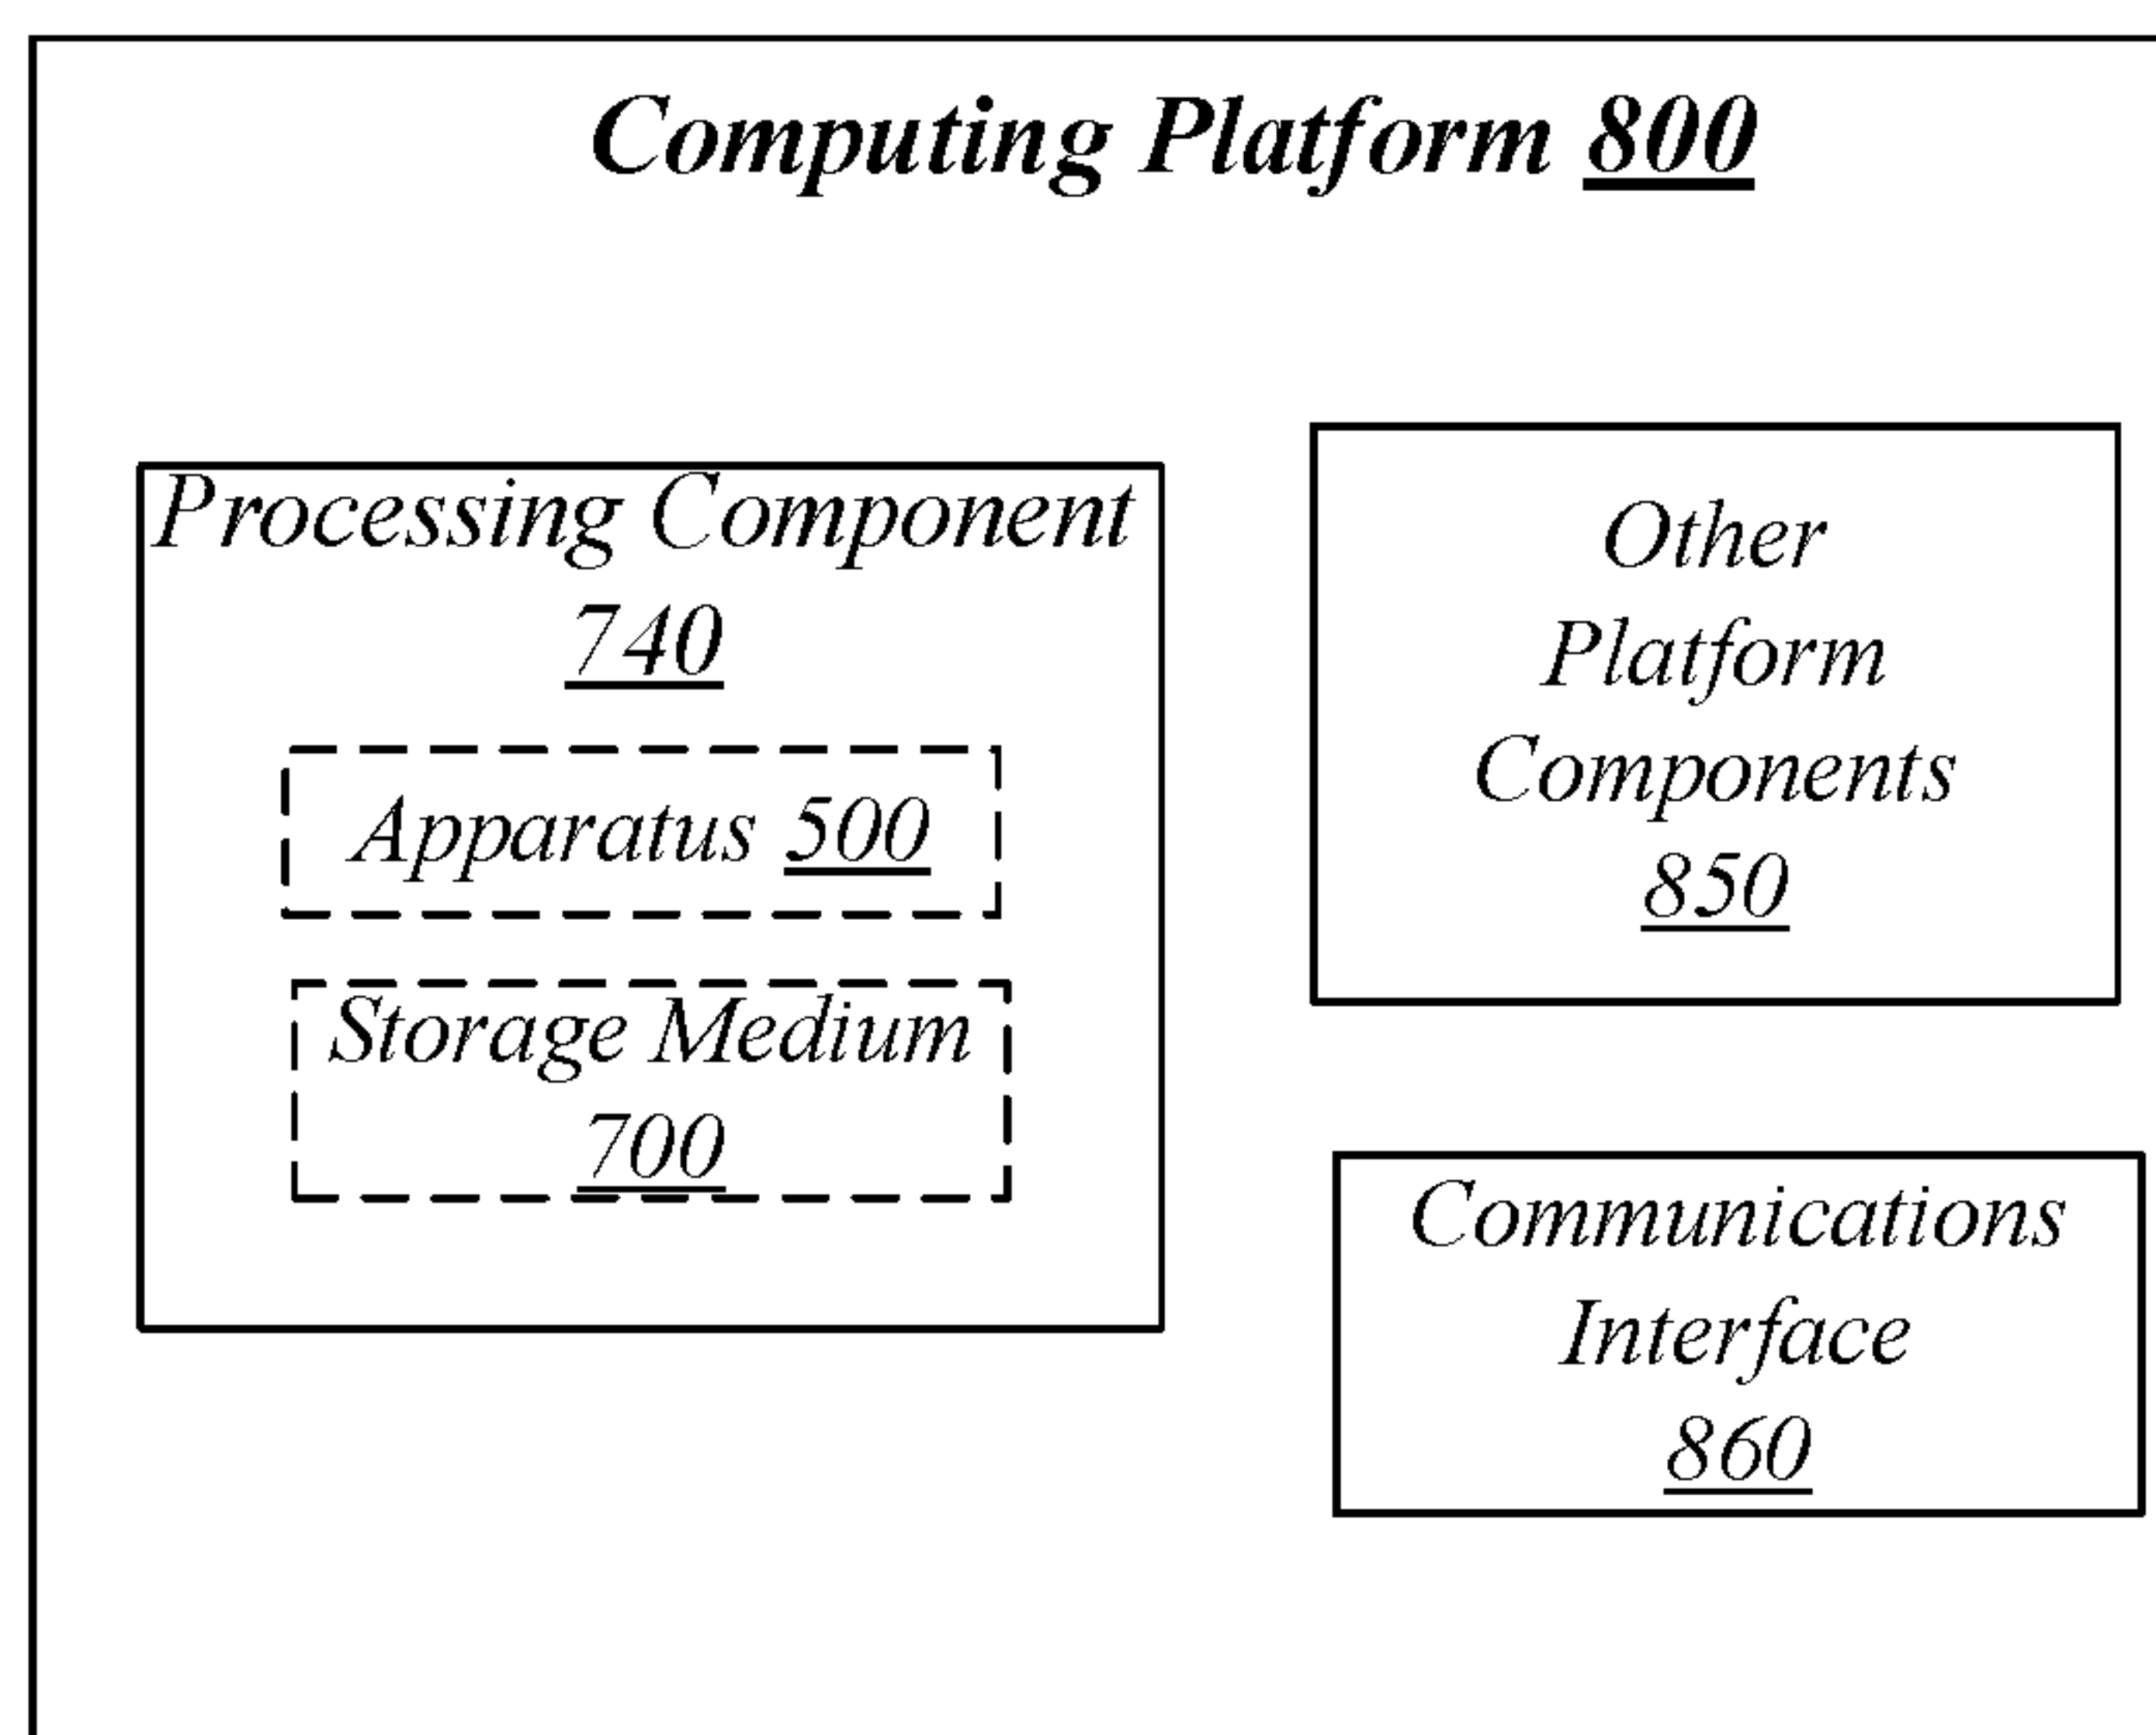 Computing Platform 800
Processing Component
740
Apparatus 500
Storage Medium
700
Other
Platform
Components
850
Communications
Interface
860